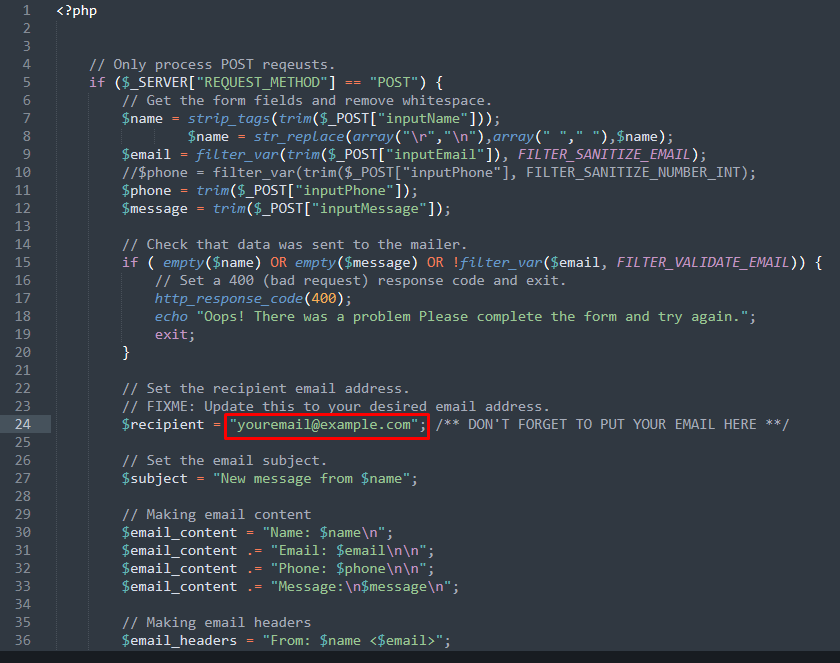 1 <?php
2
3
4 // Only process POST reqeusts.
5 if ($_SERVER["REQUEST_METHOD"] == "POST") {
6 // Get the form fields and remove whitespace.
7 $name = strip_tags(trim($_POST["inputName"]));
8 $name = str_replace(array("\r","\n"),array(" "," "),$name);
9 $email = filter_var(trim($_POST["inputEmail"]), FILTER_SANITIZE_EMAIL);
10 //$phone = filter_var(trim($_POST["inputPhone"], FILTER_SANITIZE_NUMBER_INT);
11 $phone = trim($_POST["inputPhone"]);
12 $message = trim($_POST["inputMessage"]);
13
14 // Check that data was sent to the mailer.
15 if ( empty($name) OR empty($message) OR !filter_var($email, FILTER_VALIDATE_EMAIL)) {
16 // Set a 400 (bad request) response code and exit.
17 http_response_code(400);
18 echo "Oops! There was a problem Please complete the form and try again.";
19 exit;
20 }
21
22 // Set the recipient email address.
23 // FIXME: Update this to your desired email address.
24 $recipient = "youremail@example.com"; /** DON'T FORGET TO PUT YOUR EMAIL HERE **/
25
26 // Set the email subject.
27 $subject = "New message from $name";
28
29 // Making email content
30 $email_content = "Name: $name\n";
31 $email_content .= "Email: $email\n\n";
32 $email_content .= "Phone: $phone\n\n";
33 $email_content .= "Message:\n$message\n";
34
35 // Making email headers
36 $email_headers = "From: $name <$email>";